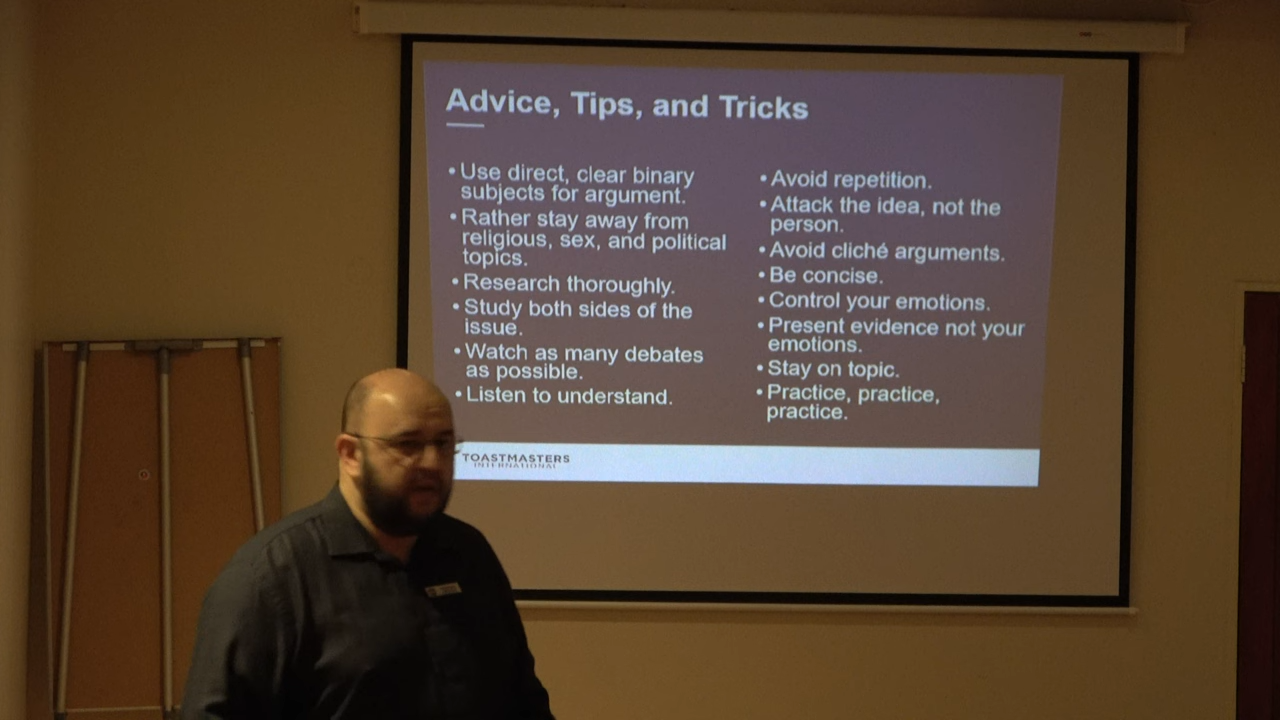 Advice, Tips, and Tricks
• Use direct, clear binary
subjects for argument.
• Rather stay away from
religious, sex, and political
topics.
• Research thoroughly.
• Study both sides of the
issue.
• Watch as many debates
as possible.
• Listen to understand.
• Avoid repetition.
• Attack the idea, not the
person.
• Avoid cliché arguments.
• Be concise.
• Control your emotions.
• Present evidence not your
emotions.
• Stay on topic.
• Practice, practice,
practice.
TOASTMASTERS
INTERNATIONAL